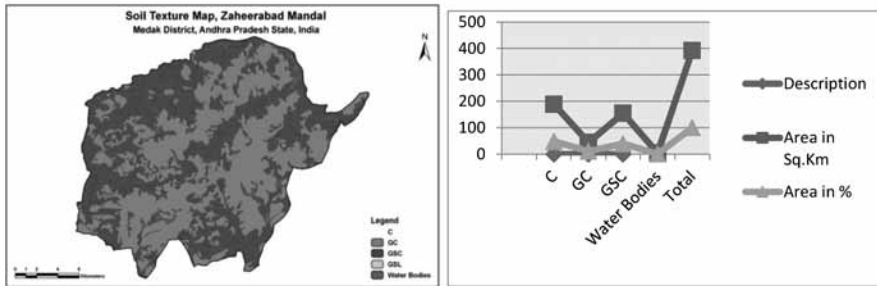 Soil Texture Map, Zaheerabad Mandal
Medak District, Andhra Pradesh State, India
N
Legend
C
GC
GSC
GSL
Water Bodies
Kilometers
500
400
300
200
100
0
C
GC
GSC
Water Bodies
Total
Description
Area in
Sq.Km
Area in %